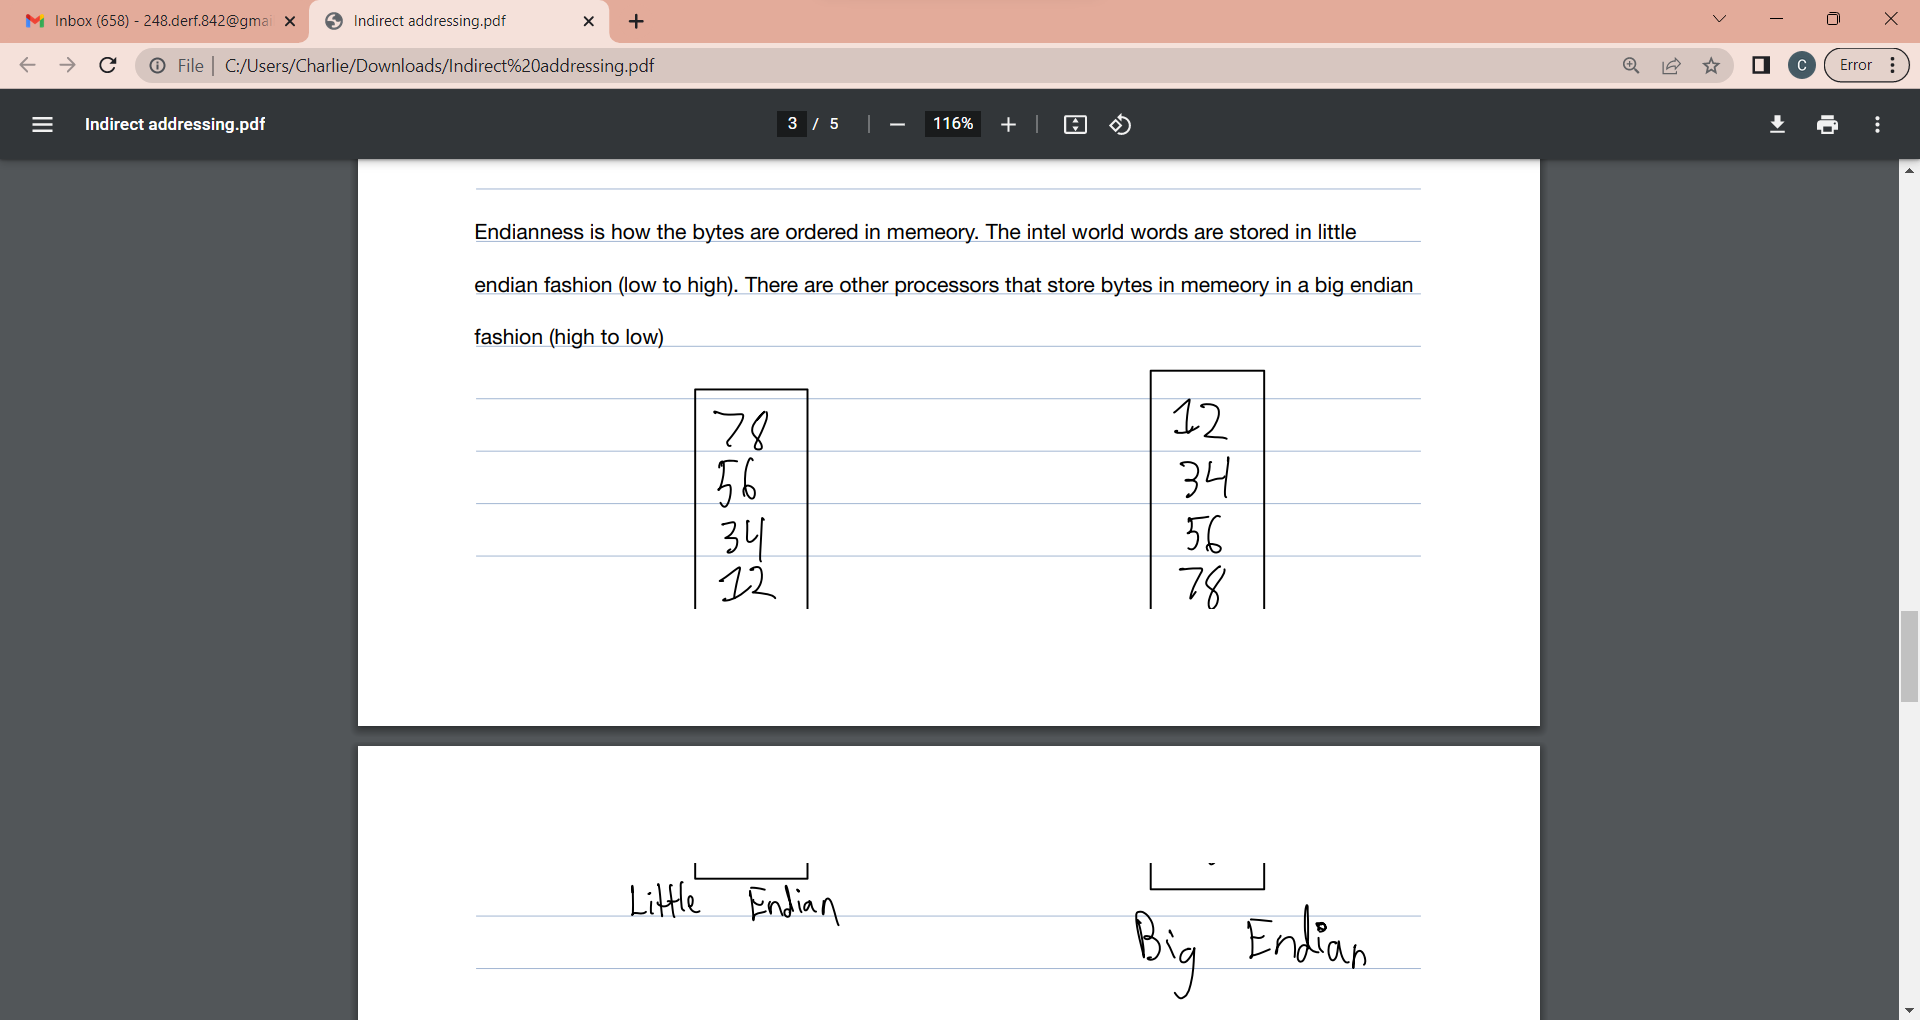 Inbox (658) - 248.derf.842@gmai
Indirect addressing.pdf
File
C:/Users/Charlie/Downloads/Indirect%20addressing.pdf
C
Error
Indirect addressing.pdf
3 / 5
116%
Endianness is how the bytes are ordered in memeory. The intel world words are stored in little
endian fashion (low to high). There are other processors that store bytes in memeory in a big endian
fashion (high to low)
78
56
34
12
12
34
56
78
Little Endian
Big Endian